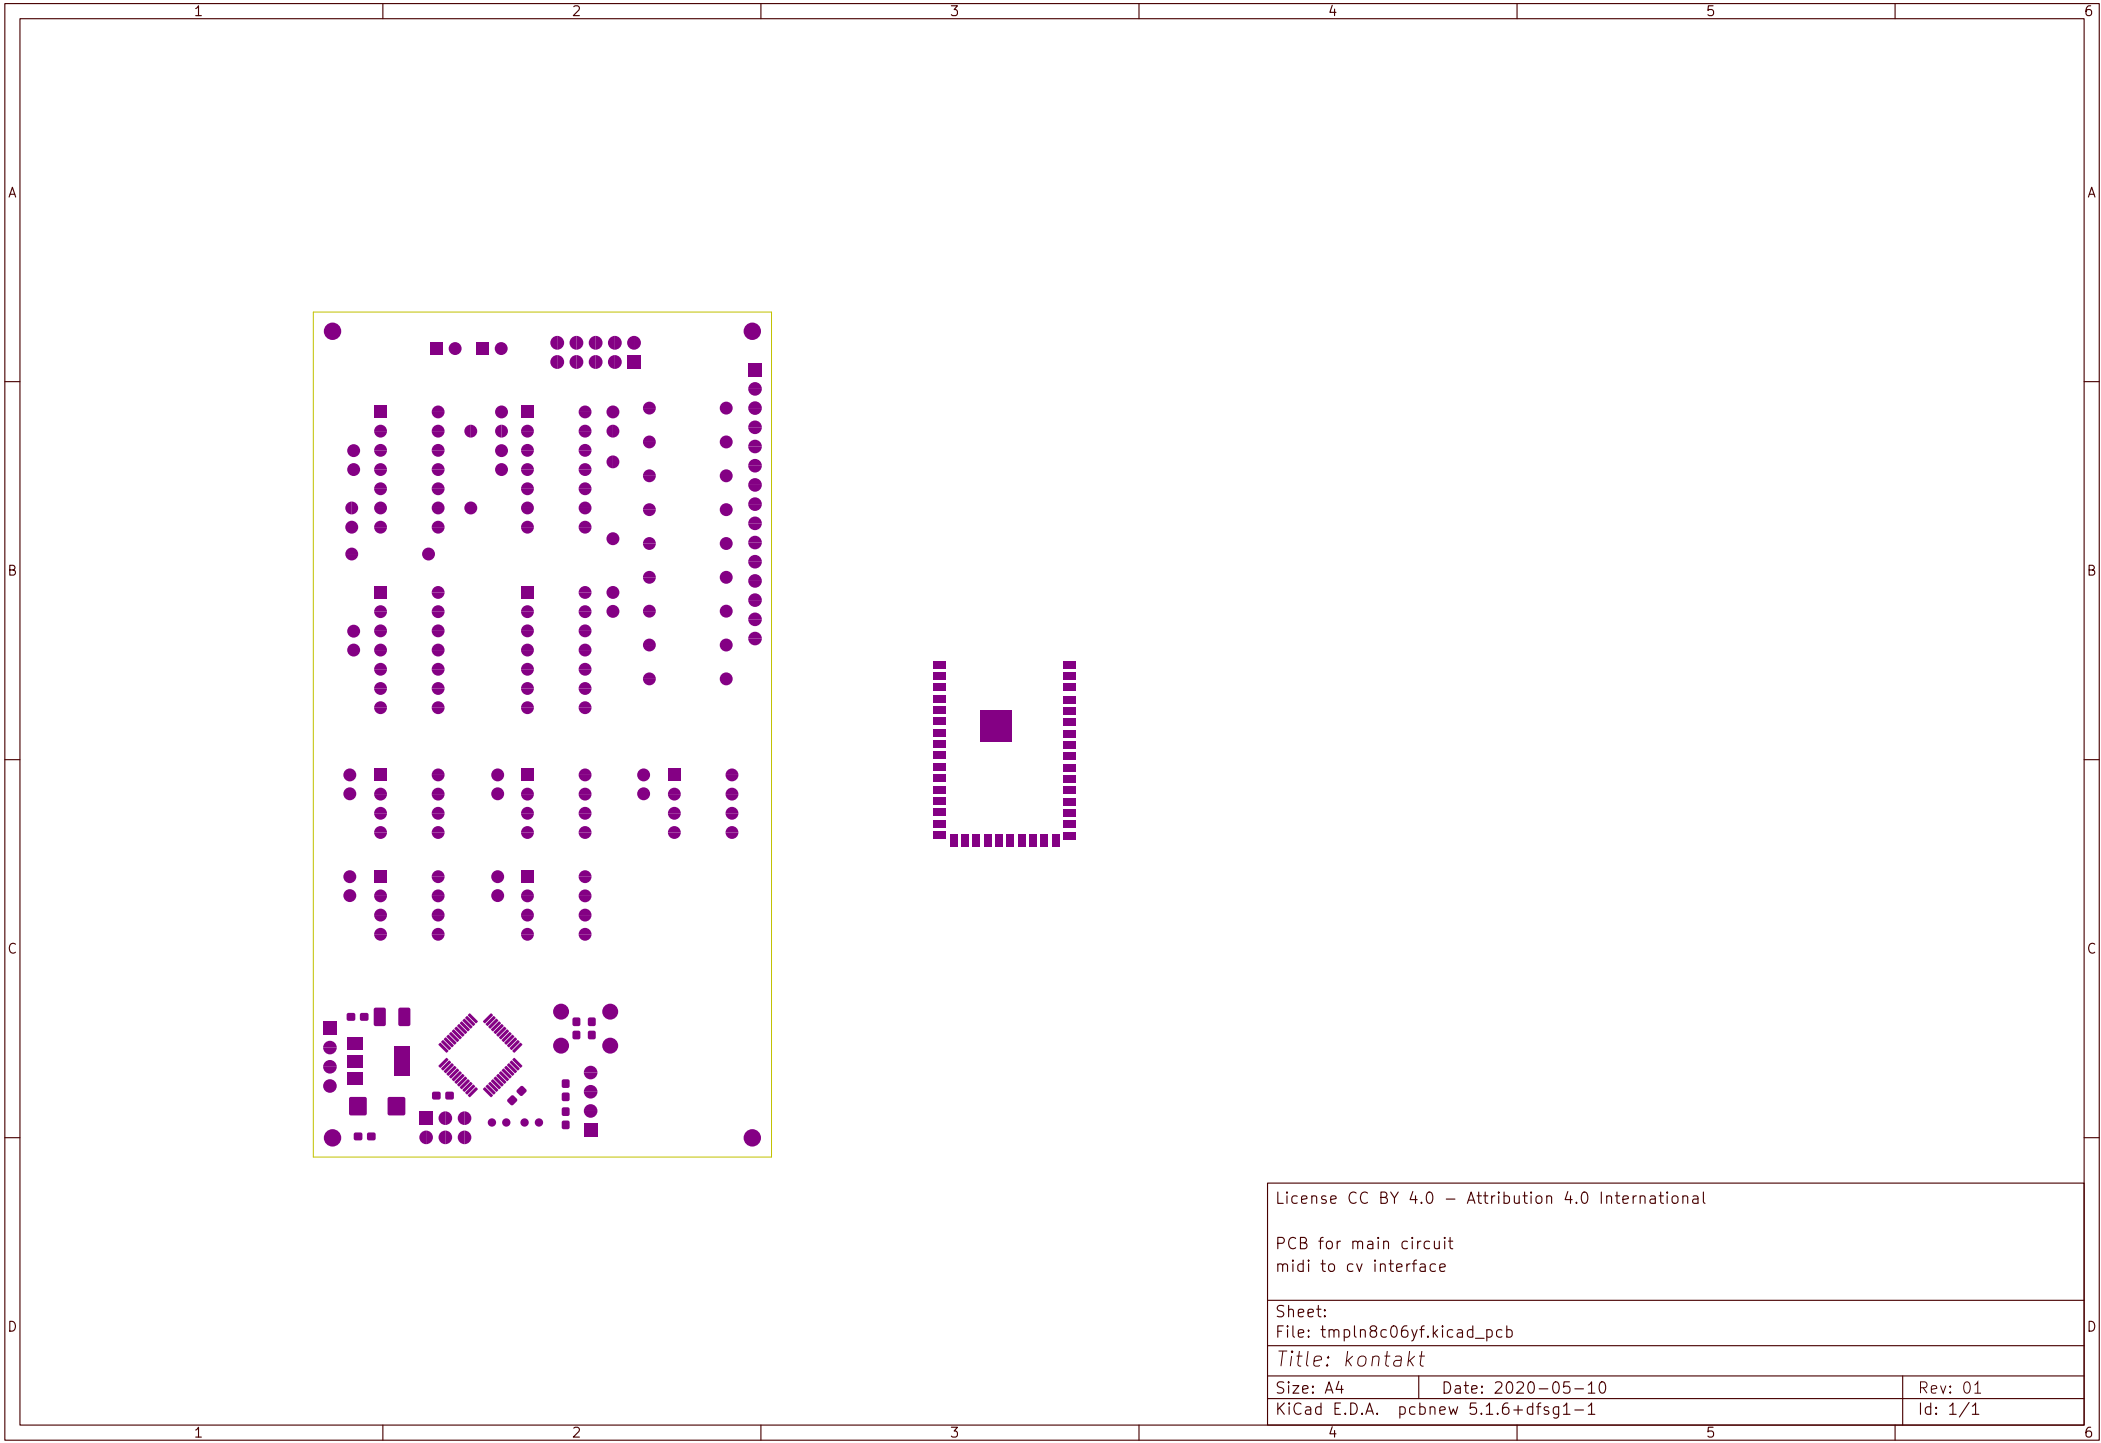 1 2 3 4 5 6
A A
B B
C C
D D
License CC BY 4.0 – Attribution 4.0 International
PCB for main circuit
midi to cv interface
Sheet:
File: tmpln8c06yf.kicad_pcb
Title: kontakt
Size: A4 Date: 2020-05-10 Rev: 01
KiCad E.D.A. pcbnew 5.1.6+dfsg1-1 Id: 1/1
1 2 3 4 5 6